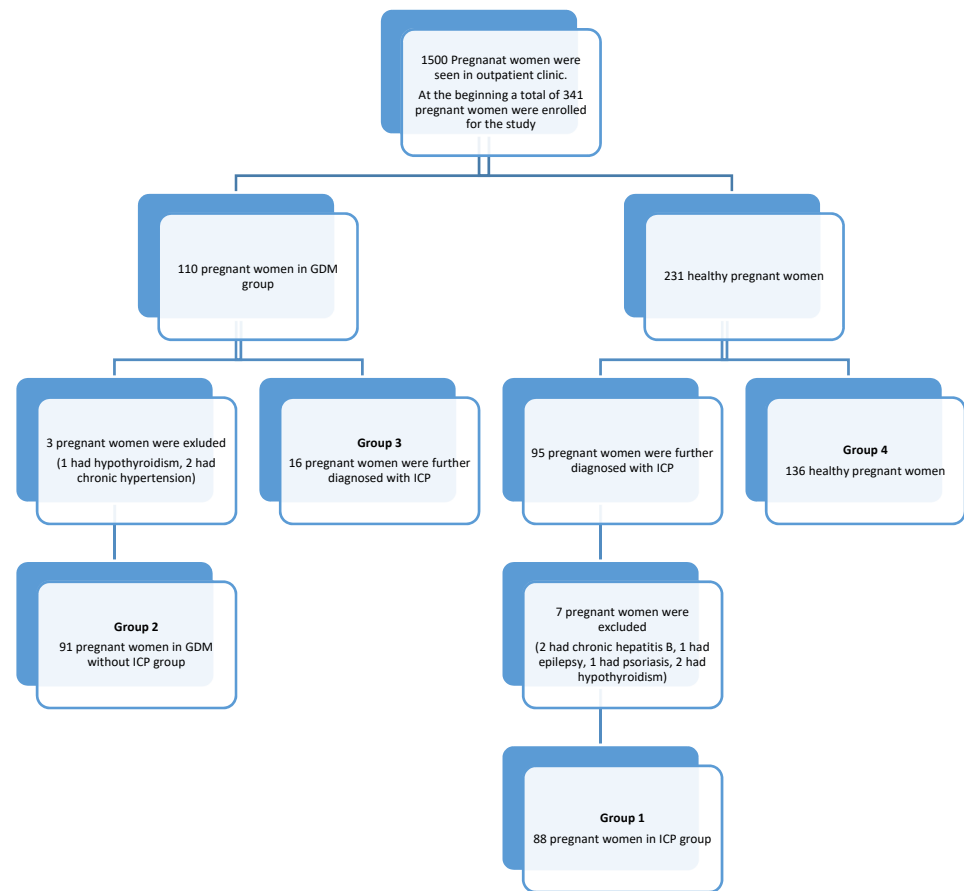 1500 Pregnanat women were
seen in outpatient clinic.
At the beginning a total of 341
pregnant women were enrolled
for the study
110 pregnant women in GDM
group
231 healthy pregnant women
3 pregnant women were exluded
(1 had hypothyroidism, 2 had
chronic hypertension)
Group 3
16 pregnant women were further
diagnosed with ICP
95 pregnant women were further
diagnosed with ICP
Group 4
136 healthy pregnant women
Group 2
91 pregnant women in GDM
without ICP group
7 pregnant women were
excluded
(2 had chronic hepatitis B, 1 had
epilepsy, 1 had psoriasis, 2 had
hypothyroidism)
Group 1
88 pregnant women in ICP group